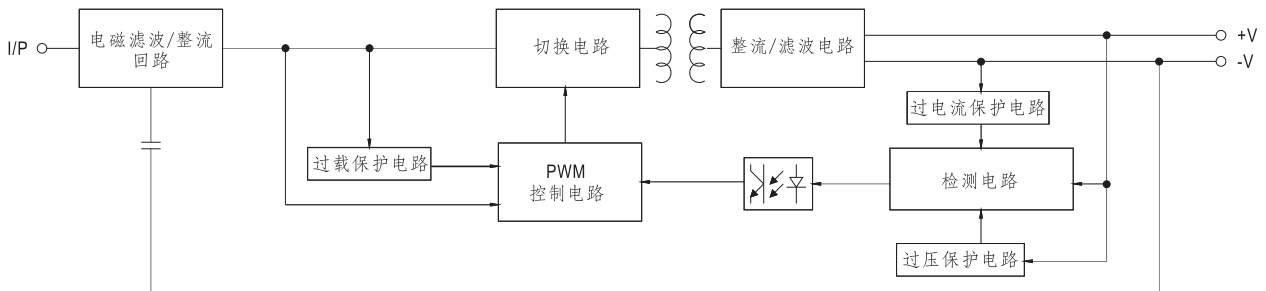 I/P
电磁滤波/整流
回路
切换电路
整流/滤波电路
+V
-V
过电流保护电路
过载保护电路
PWM
控制电路
检测电路
过压保护电路